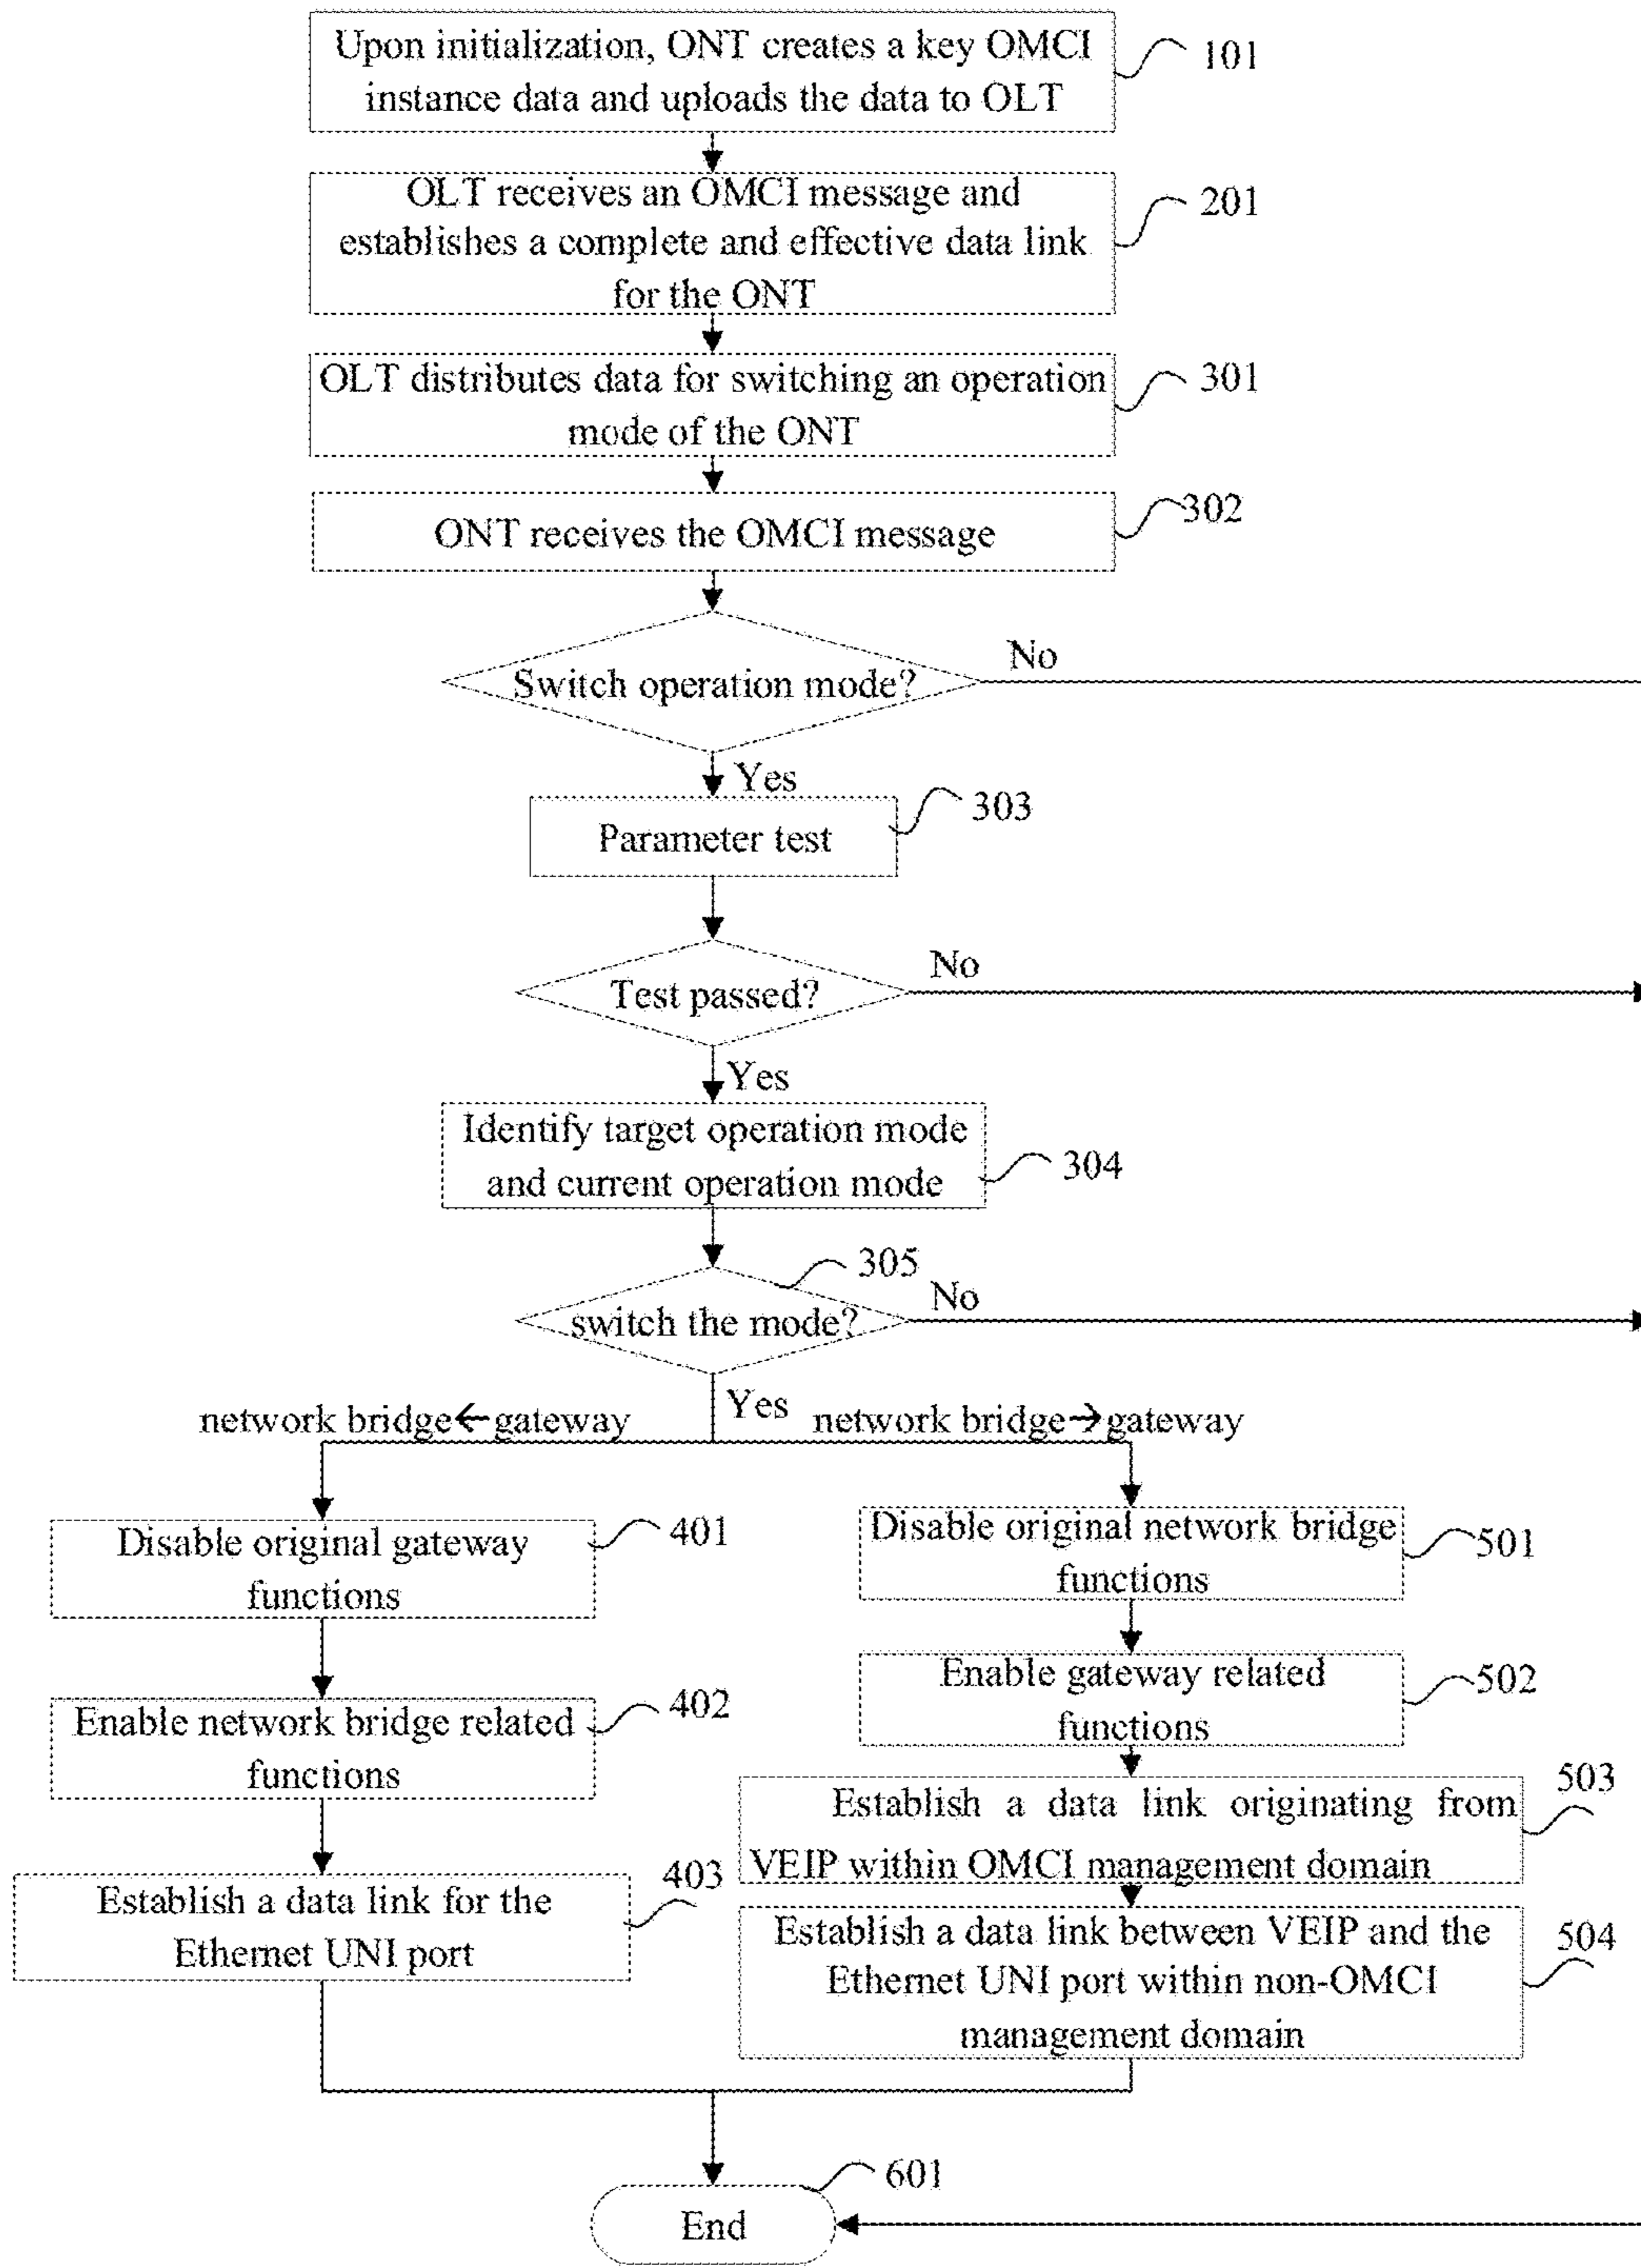 Upon initialization, ONT creates a key OMCI
instance data and uploads the data to OLT
101
OLT receives an OMCI message and
establishes a complete and effective data link
for the ONT
201
OLT distributes data for switching an operation
mode of the ONT
301
ONT receives the OMCI message
302
Switch operation mode?
No
Yes
Parameter test
303
Test passed?
No
Yes
Identify target operation mode
and current operation mode
304
305
switch the mode?
No
Yes
network bridge←gateway
network bridge→gateway
Disable original gateway
functions
401
Disable original network bridge
functions
501
Enable network bridge related
functions
402
Enable gateway related
functions
502
Establish a data link originating from
VEIP within OMCI management domain
503
Establish a data link for the
Ethernet UNI port
403
Establish a data link between VEIP and the
Ethernet UNI port within non-OMCI
management domain
504
End
601